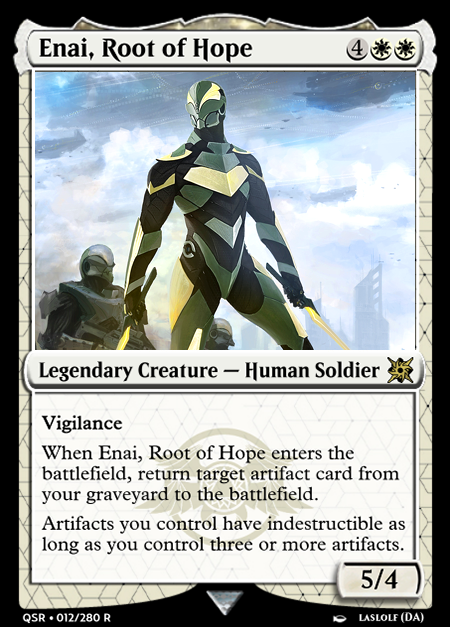 Enai, Root of Hope 4
Legendary Creature — Human Soldier
Vigilance
When Enai, Root of Hope enters the
battlefield, return target artifact card from
your graveyard to the battlefield.
Artifacts you control have indestructible as
long as you control three or more artifacts.
5/4
QSR • 012/280 R
LASLOLF (DA)